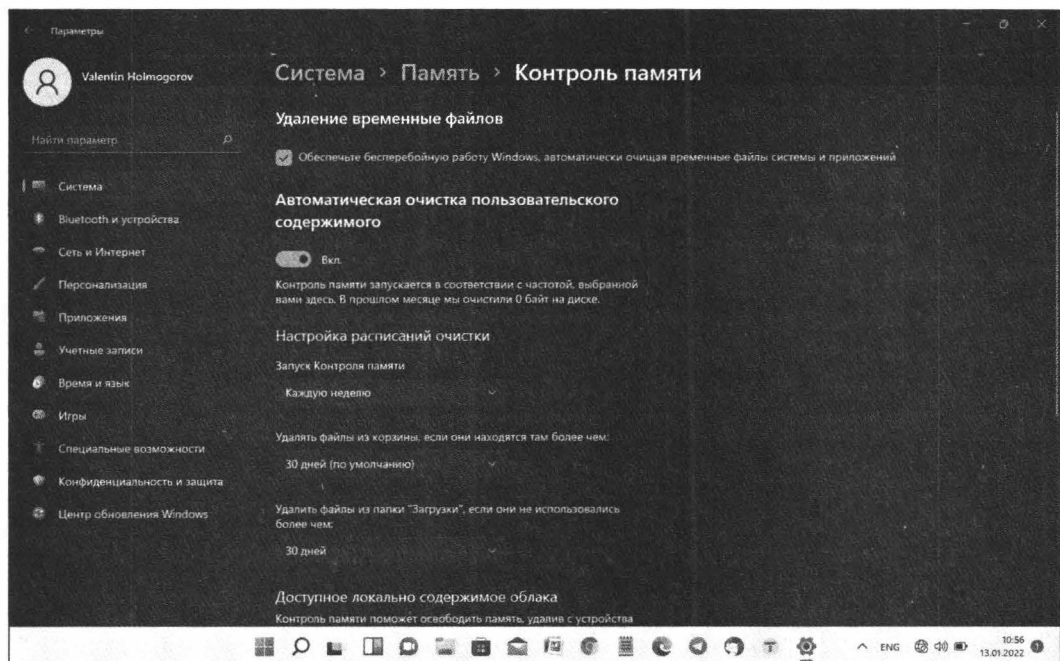 Параметры
Valentin Holmogorov
Найти параметр
Система
Bluetooth и устройства
Сеть и Интернет
Персонализация
Приложения
Учетные записи
Время и язык
Игры
Специальные возможности
Конфиденциальность и защита
Центр обновления Windows
Система > Память > Контроль памяти
Удаление временные файлов
Обеспечьте бесперебойную работу Windows, автоматически очищая временные файлы системы и приложений
Автоматическая очистка пользовательского
содержимого
Вкл.
Контроль памяти запускается в соответствии с частотой, выбранной
вами здесь. В прошлом месяце мы очистили 0 байт на диске.
Настройка расписаний очистки
Запуск Контроля памяти
Каждую неделю
Удалять файлы из корзины, если они находятся там более чем:
30 дней (по умолчанию)
Удалить файлы из папки "Загрузки", если они не использовались
более чем:
30 дней
Доступное локально содержимое облака
Контроль памяти поможет освободить память, удалив с устройства
ENG
10:56
13.01.2022